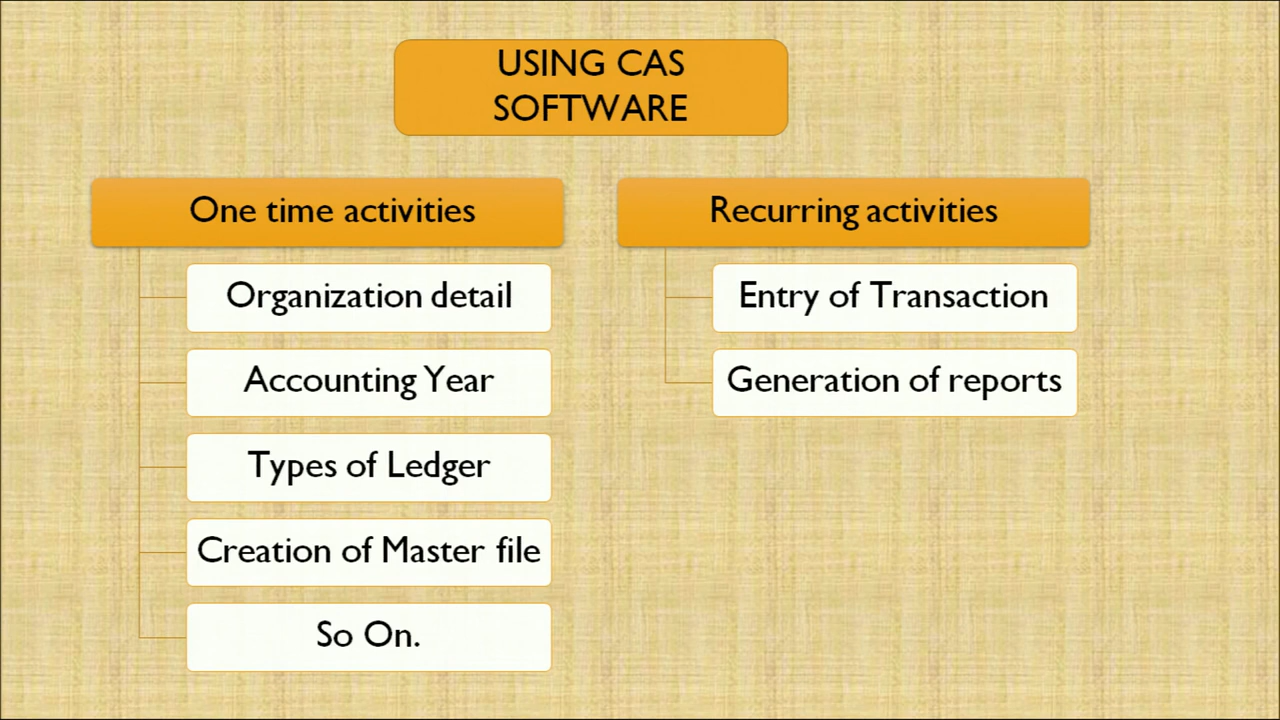 USING CAS
SOFTWARE
One time activities
Organization detail
Accounting Year
Types of Ledger
Creation of Master file
So On.
Recurring activities
Entry of Transaction
Generation of reports